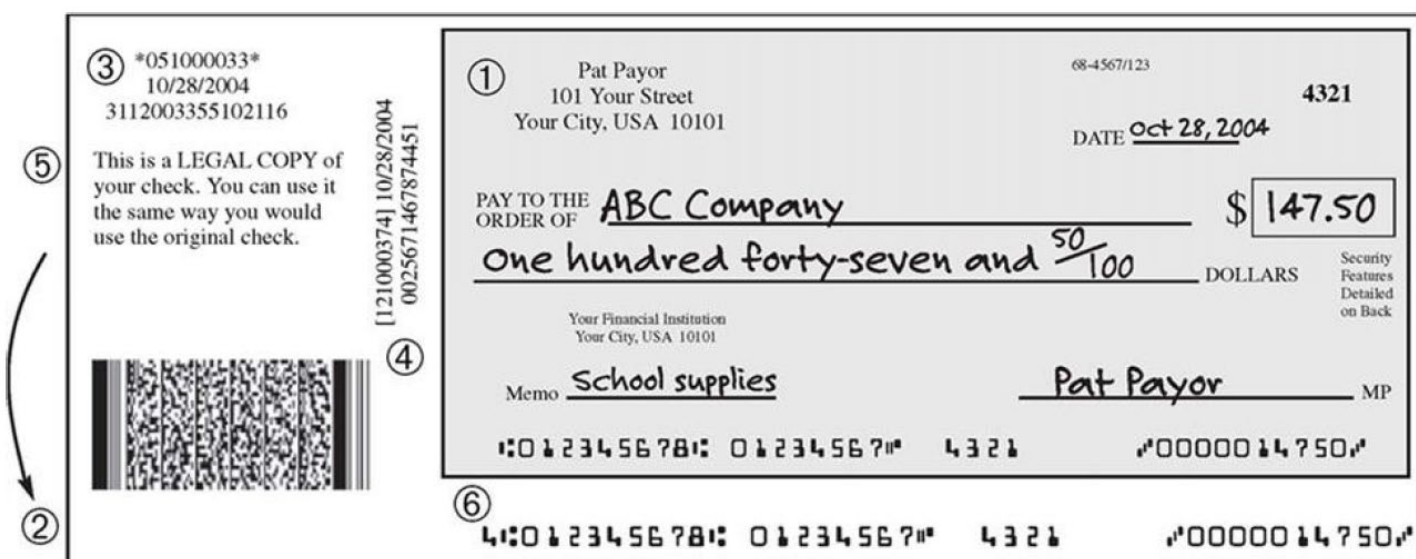 ③ *051000033*
10/28/2004
3112003355102116
⑤ This is a LEGAL COPY of
your check. You can use it
the same way you would
use the original check.
[121000374] 10/28/2004
0025671467874451
④
②
① Pat Payor
101 Your Street
Your City, USA 10101
68-4567/123
4321
DATE Oct 28, 2004
PAY TO THE
ORDER OF ABC Company $ 147.50
One hundred forty-seven and 50/100 DOLLARS
Security
Features
Detailed
on Back
Your Financial Institution
Your City, USA 10101
Memo School supplies Pat Payor MP
⑆012345678⑆ 01234567⑈ 4321 ⑇0000014750⑇
⑥
4⑆012345678⑆ 01234567⑈ 4321 ⑇0000014750⑇